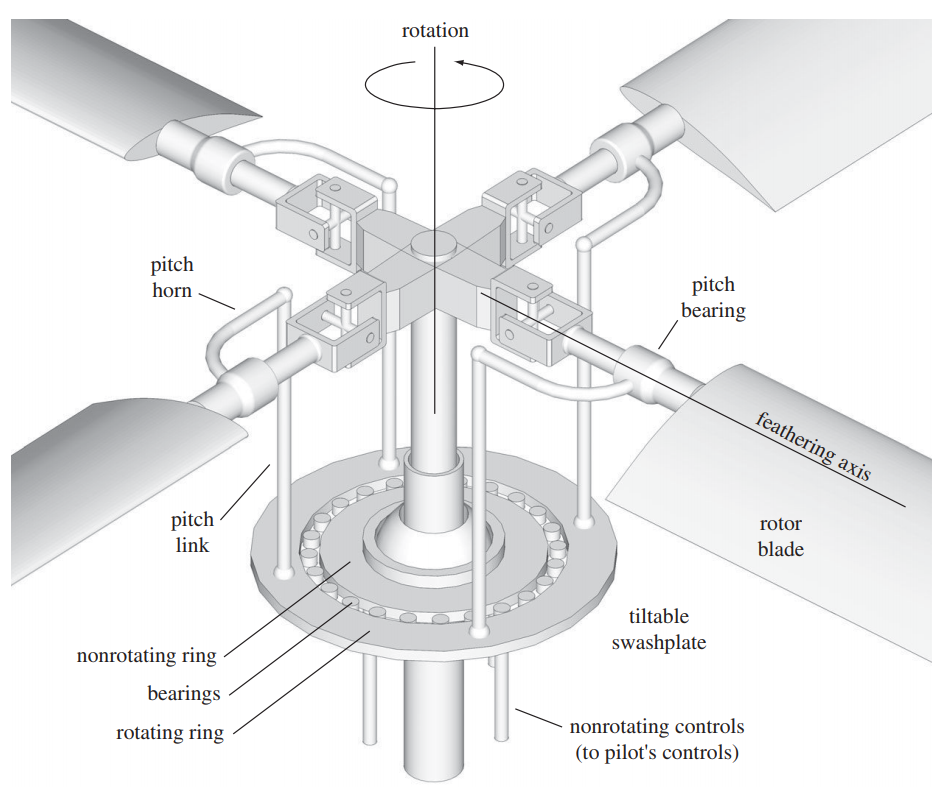 rotation
pitch
horn
pitch
bearing
feathering axis
rotor
blade
pitch
link
tiltable
swashplate
nonrotating ring
bearings
rotating ring
nonrotating controls
(to pilot's controls)